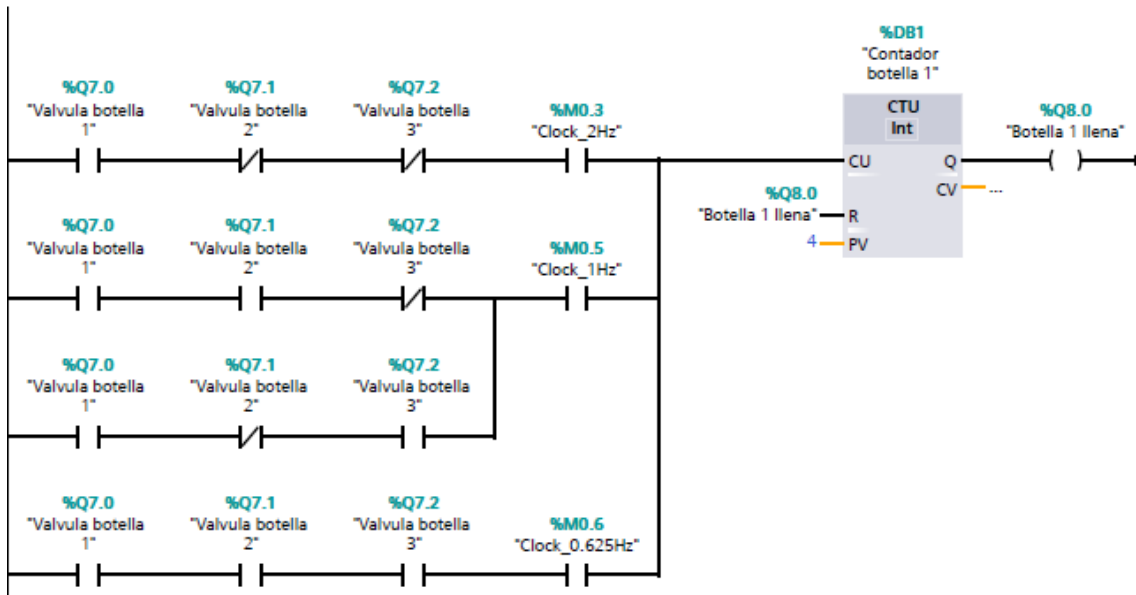 %DB1
"Contador
botella 1"
%Q7.0 %Q7.1 %Q7.2
"Valvula botella "Valvula botella "Valvula botella %M0.3 CTU %Q8.0
1" 2" 3" "Clock_2Hz" Int "Botella 1 llena"
CU Q
%Q8.0 CV ...
"Botella 1 llena" R
4 PV
%Q7.0 %Q7.1 %Q7.2
"Valvula botella "Valvula botella "Valvula botella %M0.5
1" 2" 3" "Clock_1Hz"
%Q7.0 %Q7.1 %Q7.2
"Valvula botella "Valvula botella "Valvula botella
1" 2" 3"
%Q7.0 %Q7.1 %Q7.2
"Valvula botella "Valvula botella "Valvula botella %M0.6
1" 2" 3" "Clock_0.625Hz"